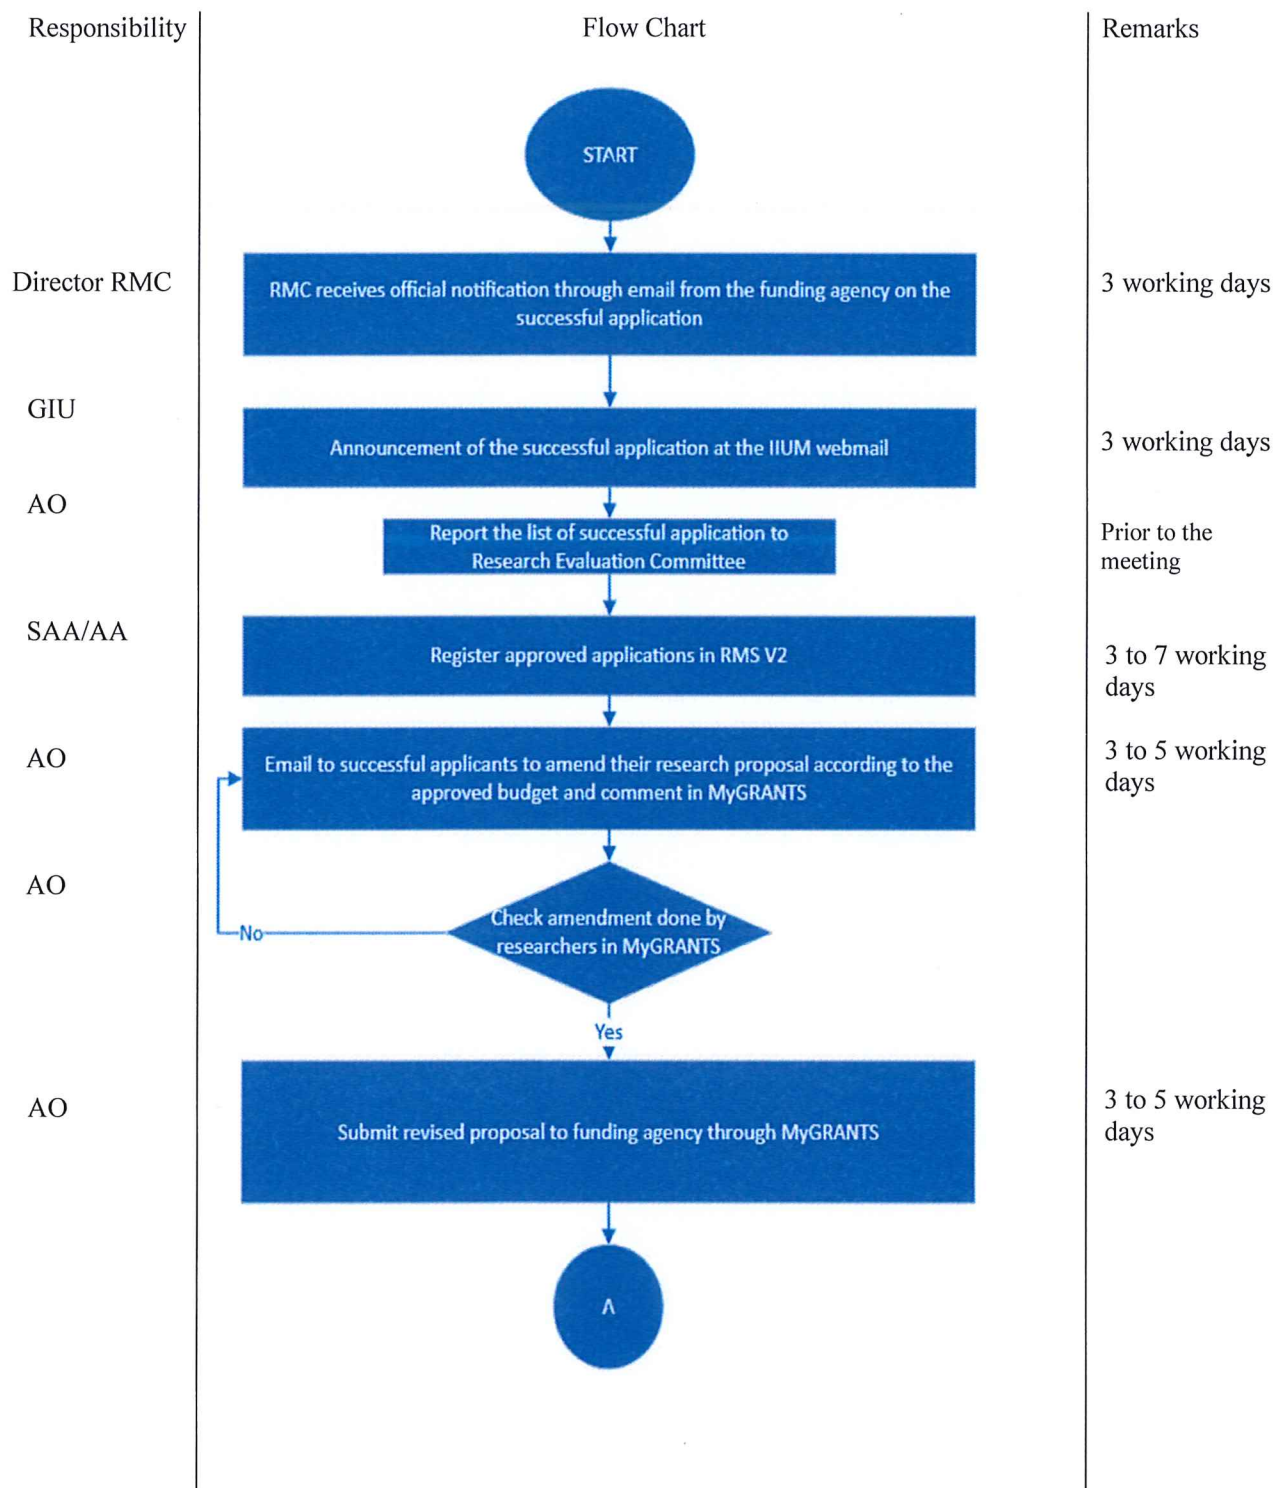 Responsibility
Flow Chart
Remarks
START
Director RMC
RMC receives official notification through email from the funding agency on the
successful application
3 working days
GIU
Announcement of the successful application at the IIUM webmail
3 working days
AO
Report the list of successful application to
Research Evaluation Committee
Prior to the
meeting
SAA/AA
Register approved applications in RMS V2
3 to 7 working
days
AO
Email to successful applicants to amend their research proposal according to the
approved budget and comment in MyGRANTS
3 to 5 working
days
AO
Check amendment done by
researchers in MyGRANTS
No
Yes
AO
Submit revised proposal to funding agency through MyGRANTS
3 to 5 working
days
A